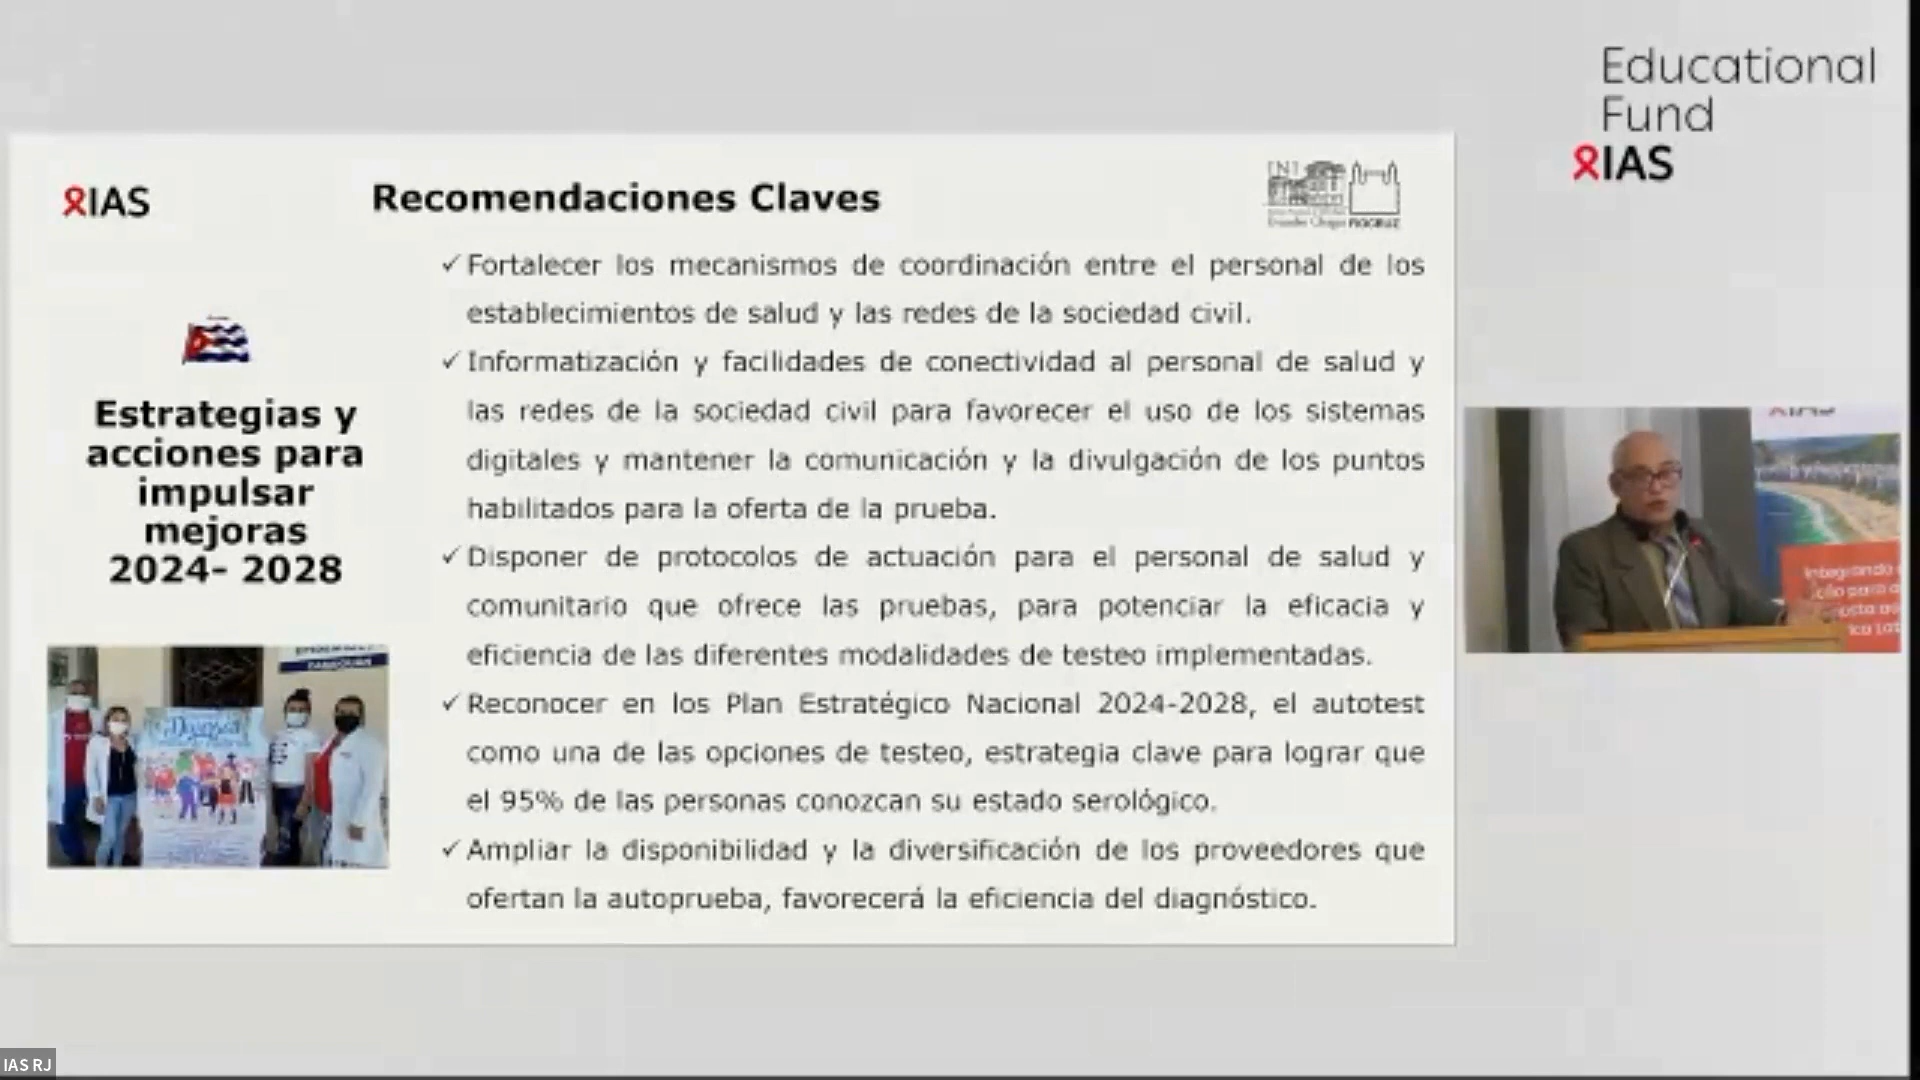 Educational
Fund
IAS
IAS
Recomendaciones Claves
Estrategias y
acciones para
impulsar
mejoras
2024- 2028
✓Fortalecer los mecanismos de coordinación entre el personal de los
establecimientos de salud y las redes de la sociedad civil.
✓Informatización y facilidades de conectividad al personal de salud y
las redes de la sociedad civil para favorecer el uso de los sistemas
digitales y mantener la comunicación y la divulgación de los puntos
habilitados para la oferta de la prueba.
✓Disponer de protocolos de actuación para el personal de salud y
comunitario que ofrece las pruebas, para potenciar la eficacia y
eficiencia de las diferentes modalidades de testeo implementadas.
✓Reconocer en los Plan Estratégico Nacional 2024-2028, el autotest
como una de las opciones de testeo, estrategia clave para lograr que
el 95% de las personas conozcan su estado serológico.
✓Ampliar la disponibilidad y la diversificación de los proveedores que
ofertan la autoprueba, favorecerá la eficiencia del diagnóstico.
Integrando
IAS RJ